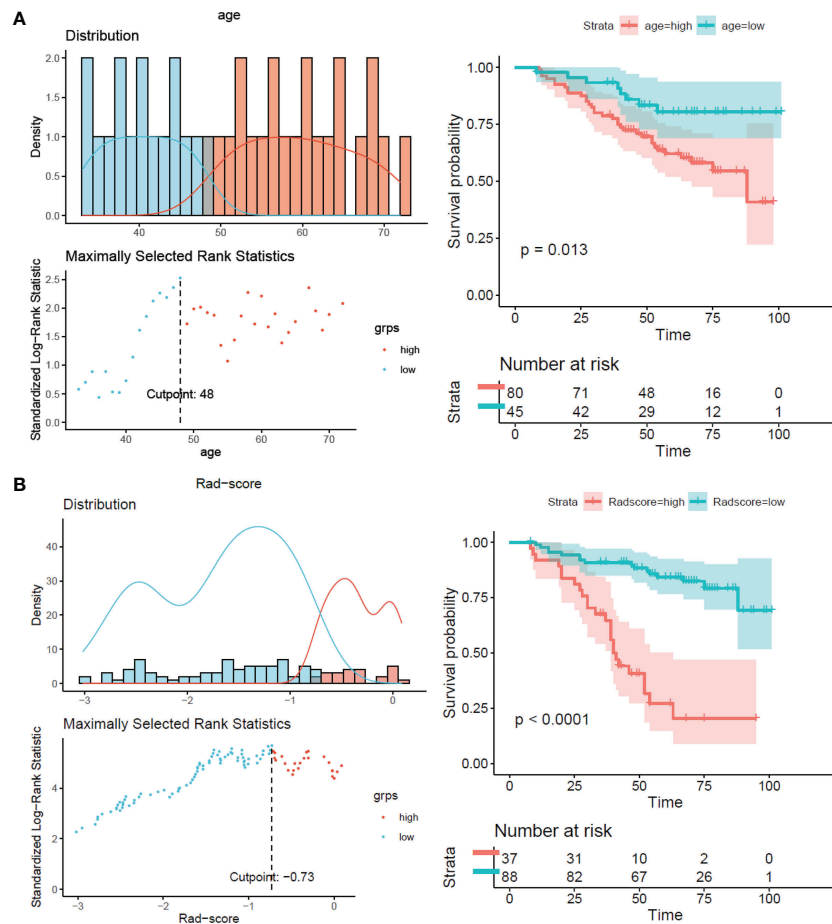 A
age
Distribution
2.0
1.5
1.0
0.5
0.0
Density
40 50 60 70
Maximally Selected Rank Statistics
2.5
2.0
1.5
1.0
0.5
0.0
Standardized Log−Rank Statistic
Cutpoint: 48
40 50 60 70
age
grps
high
low
Strata age=high age=low
1.00
0.75
0.50
0.25
0.00
Survival probability
p = 0.013
0 25 50 75 100
Time
Number at risk
Strata
80 71 48 16 0
45 42 29 12 1
0 25 50 75 100
Time
B
Rad−score
Distribution
40
30
20
10
0
Density
−3 −2 −1 0
Maximally Selected Rank Statistics
4
2
0
Standardized Log−Rank Statistic
Cutpoint: −0.73
−3 −2 −1 0
Rad−score
grps
high
low
Strata Radscore=high Radscore=low
1.00
0.75
0.50
0.25
0.00
Survival probability
p < 0.0001
0 25 50 75 100
Time
Number at risk
Strata
37 31 10 2 0
88 82 67 26 1
0 25 50 75 100
Time